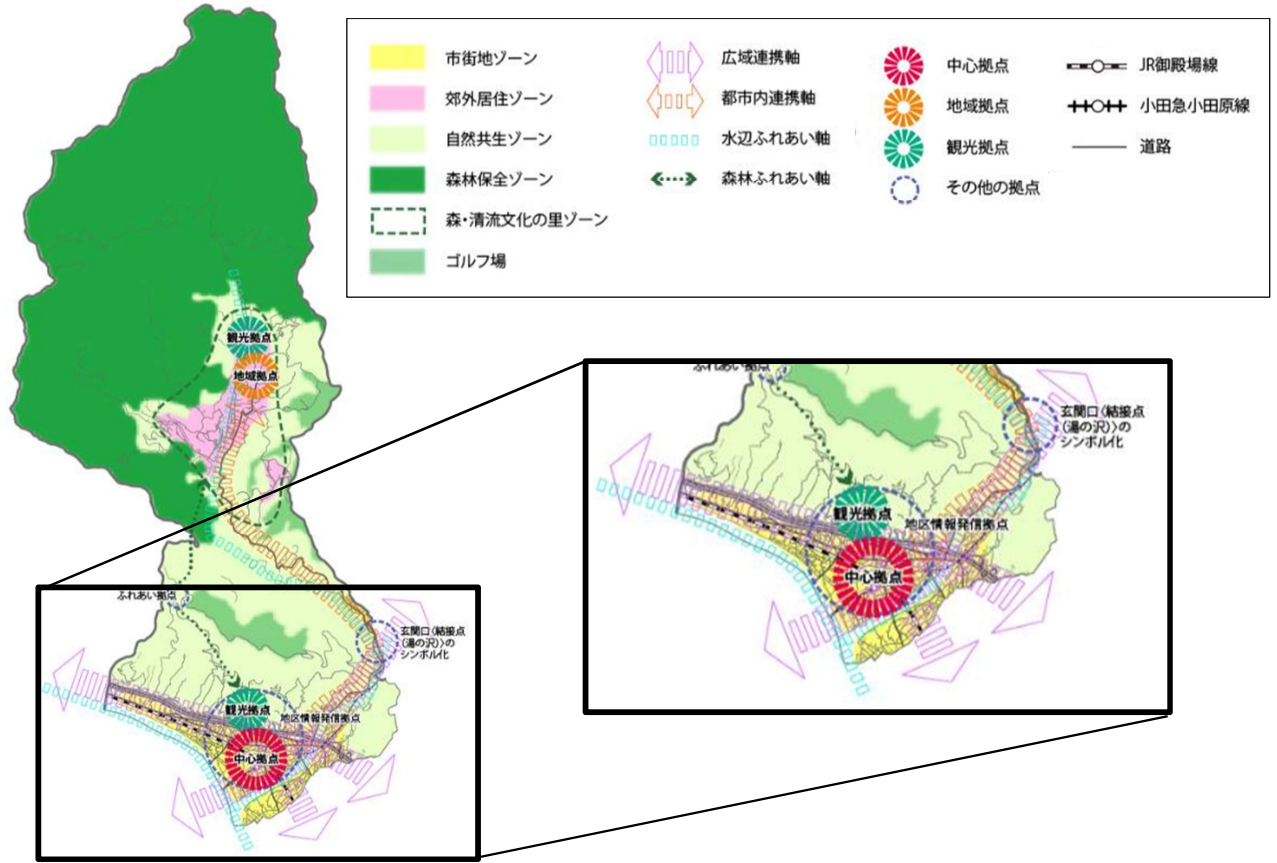 市街地ゾーン
郊外居住ゾーン
自然共生ゾーン
森林保全ゾーン
森・清流文化の里ゾーン
ゴルフ場
広域連携軸
都市内連携軸
水辺ふれあい軸
森林ふれあい軸
中心拠点
地域拠点
観光拠点
その他の拠点
JR御殿場線
小田急小田原線
道路
観光拠点
地域拠点
ふれあい拠点
玄関口〈結接点
(湯の沢)〉の
シンボル化
観光拠点
地区情報発信拠点
中心拠点
ふれあい拠点
玄関口〈結接点
(湯の沢)〉の
シンボル化
観光拠点
地区情報発信拠点
中心拠点